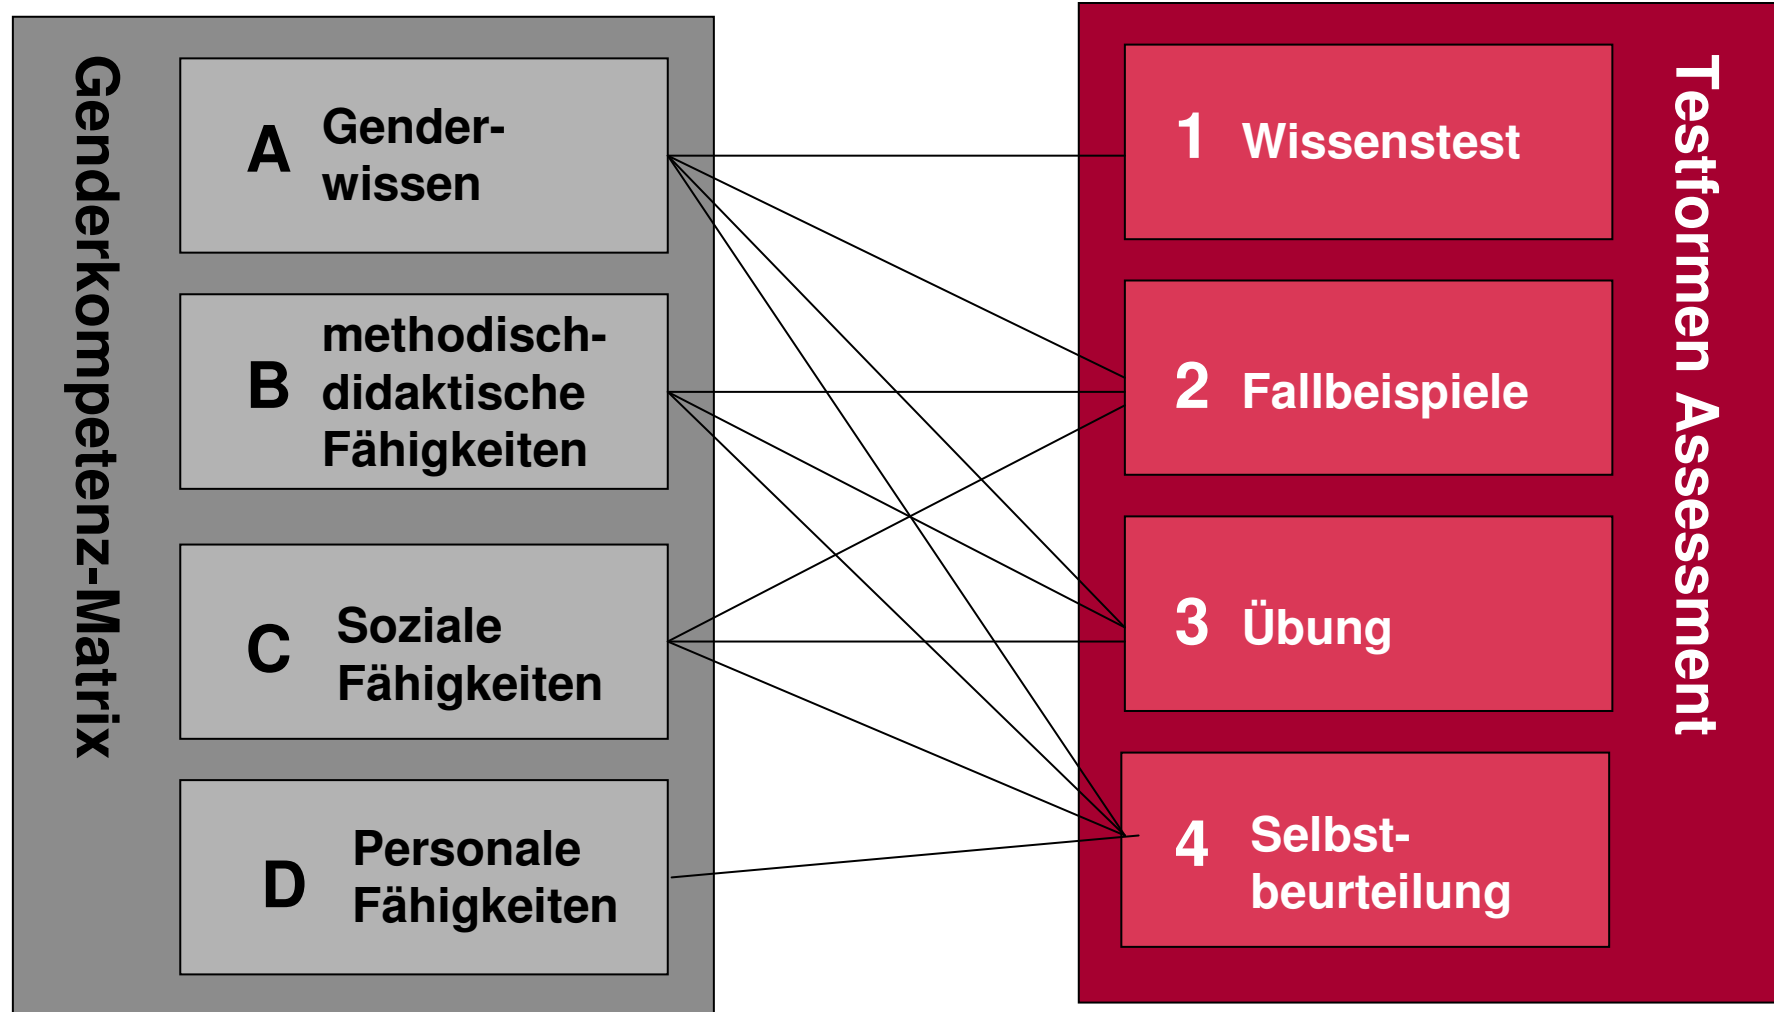 Genderkompetenz-Matrix
A
Gender-
wissen
B
methodisch-
didaktische
Fähigkeiten
C
Soziale
Fähigkeiten
D
Personale
Fähigkeiten
1 Wissenstest
2 Fallbeispiele
3 Übung
4
Selbst-
beurteilung
Testformen Assessment